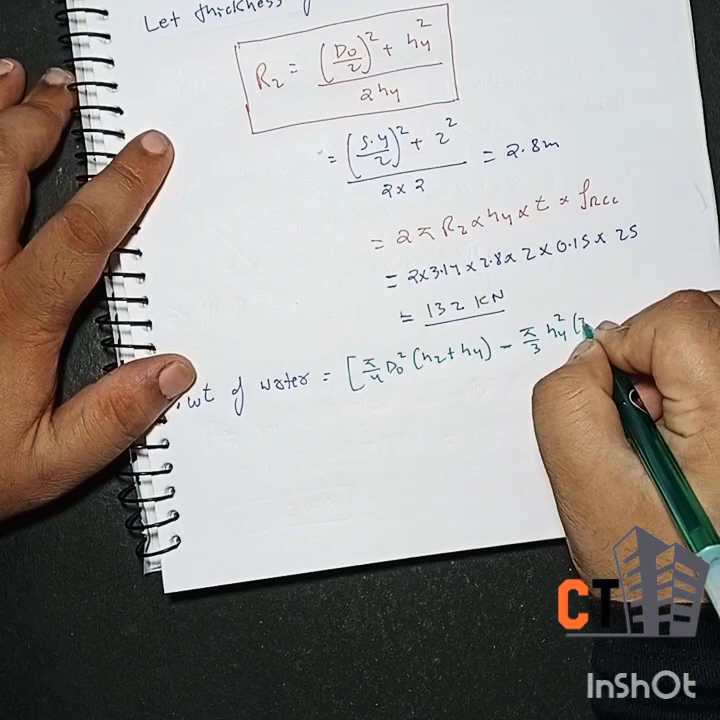 Let thickness of
R₂ = ((D₀/2)² + h₄²) / 2h₄
= ((5.4/2)² + 2²) / (2 × 2) = 2.8m
= 2π R₂ × h₄ × t × ρRCC
= 2×3.14 × 2.8 × 2 × 0.15 × 25
= 132 KN
wt of water = [π/4 D₀² (h₂ + h₄) − π/3 h₄² (3
CT
InShOt